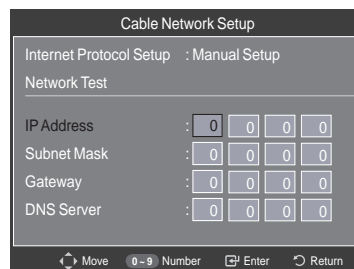 Cable Network Setup
Internet Protocol Setup : Manual Setup
Network Test
IP Address : 0 0 0 0
Subnet Mask : 0 0 0 0
Gateway : 0 0 0 0
DNS Server : 0 0 0 0
Move 0~9 Number Enter Return